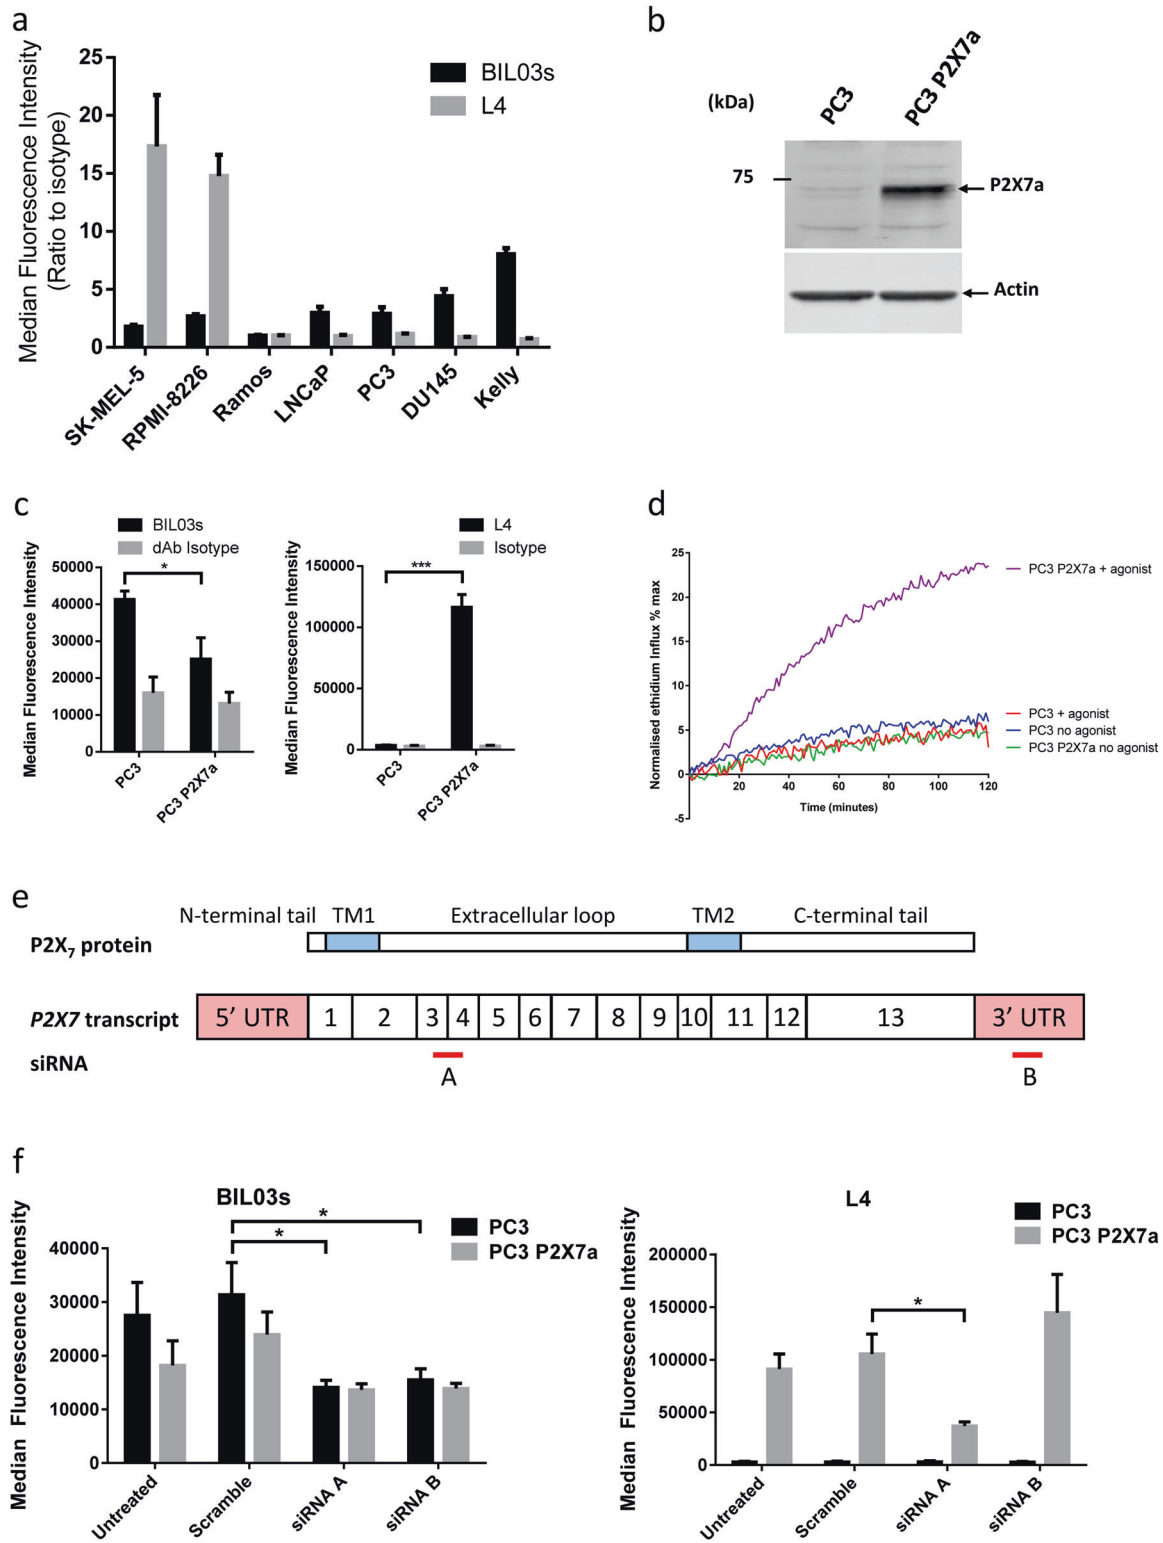 a
Median Fluorescence Intensity
(Ratio to isotype)
25
20
15
10
5
0
BIL03s
L4
SK-MEL-5
RPMI-8226
Ramos
LNCaP
PC3
DU145
Kelly
b
(kDa)
PC3
PC3 P2X7a
75
P2X7a
Actin
c
BIL03s
dAb Isotype
Median Fluorescence Intensity
50000
40000
30000
20000
10000
0
*
PC3
PC3 P2X7a
L4
Isotype
Median Fluorescence Intensity
150000
100000
50000
0
***
PC3
PC3 P2X7a
d
Normalised ethidium Influx % max
25
20
15
10
5
0
-5
20
40
60
80
100
120
Time (minutes)
PC3 P2X7a + agonist
PC3 + agonist
PC3 no agonist
PC3 P2X7a no agonist
e
N-terminal tail TM1 Extracellular loop TM2 C-terminal tail
P2X7 protein
P2X7 transcript 5’ UTR 1 2 3 4 5 6 7 8 9 10 11 12 13 3’ UTR
siRNA
A B
f
BIL03s
Median Fluorescence Intensity
40000
30000
20000
10000
0
*
*
PC3
PC3 P2X7a
Untreated
Scramble
siRNA A
siRNA B
L4
Median Fluorescence Intensity
200000
150000
100000
50000
0
*
PC3
PC3 P2X7a
Untreated
Scramble
siRNA A
siRNA B